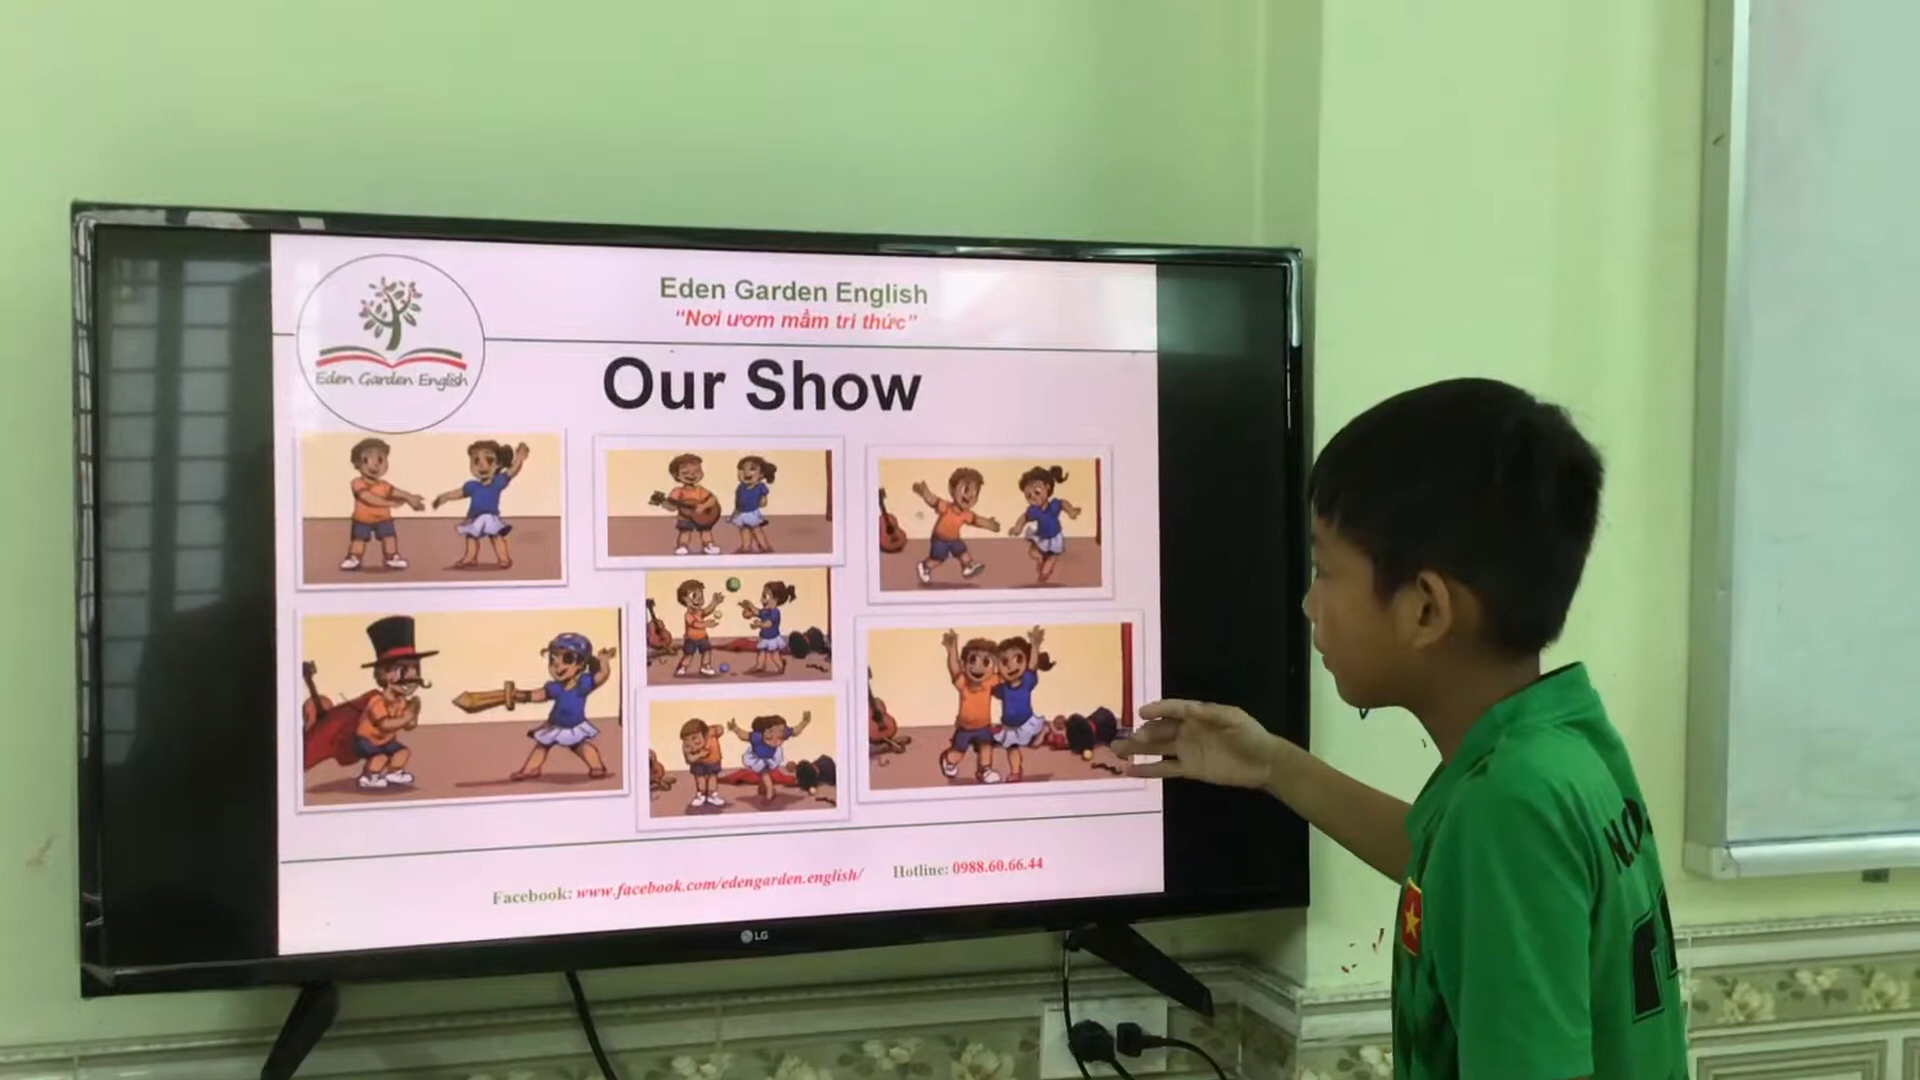 Eden Garden English
“Nơi ươm mầm tri thức”
Eden Garden English
Our Show
Facebook: www.facebook.com/edengarden.english/
Hotline: 0988.60.66.44
LG